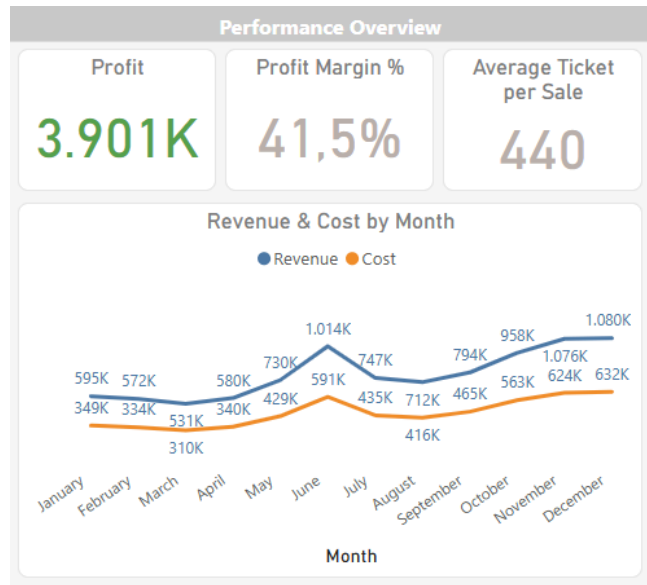 Performance Overview
Profit
3.901K
Profit Margin %
41,5%
Average Ticket
per Sale
440
Revenue & Cost by Month
Revenue Cost
595K 572K 531K 580K 730K 1.014K 747K 712K 794K 958K 1.076K 1.080K
349K 334K 310K 340K 429K 591K 435K 416K 465K 563K 624K 632K
January February March April May June July August September October November December
Month